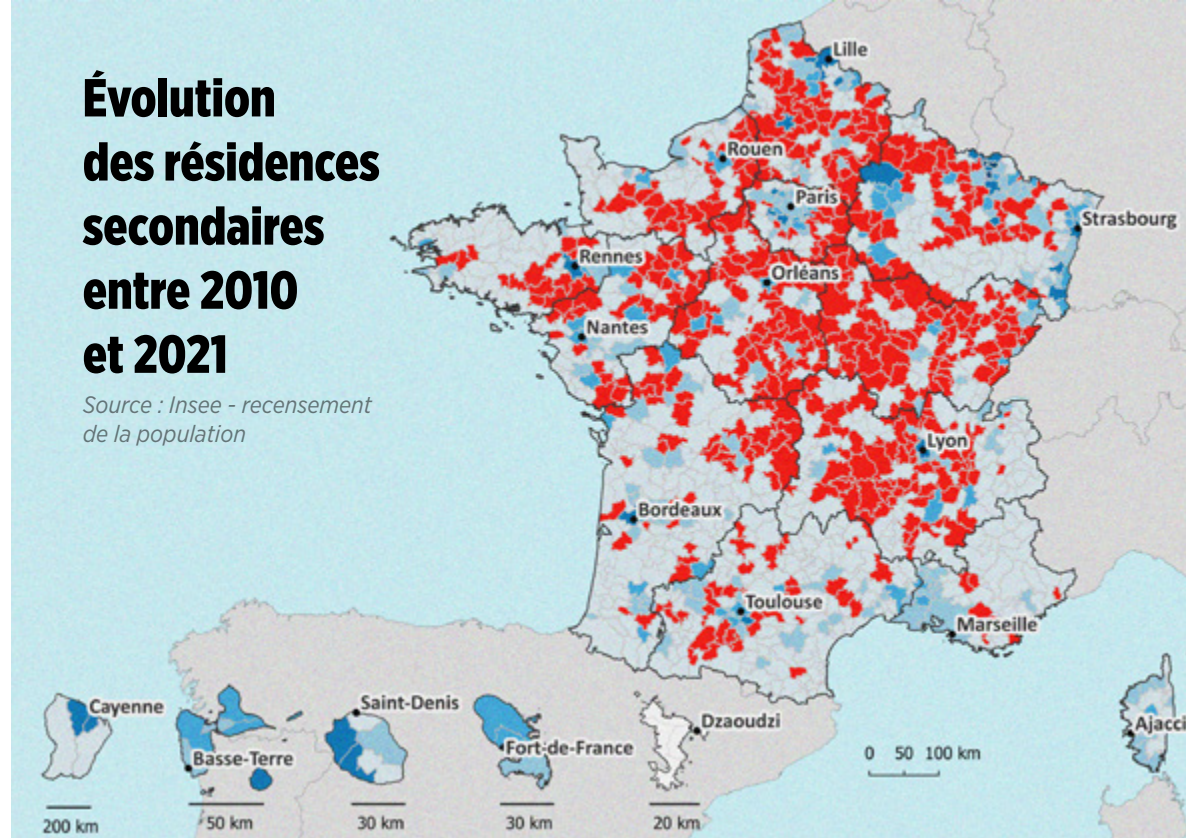 Évolution
des résidences
secondaires
entre 2010
et 2021
Source : Insee - recensement
de la population
Lille
Rouen
Paris
Strasbourg
Rennes
Orléans
Nantes
Lyon
Bordeaux
Toulouse
Marseille
Cayenne
Saint-Denis
Dzaoudzi
Ajacci
Fort-de-France
Basse-Terre
0 50 100 km
200 km
50 km
30 km
30 km
20 km